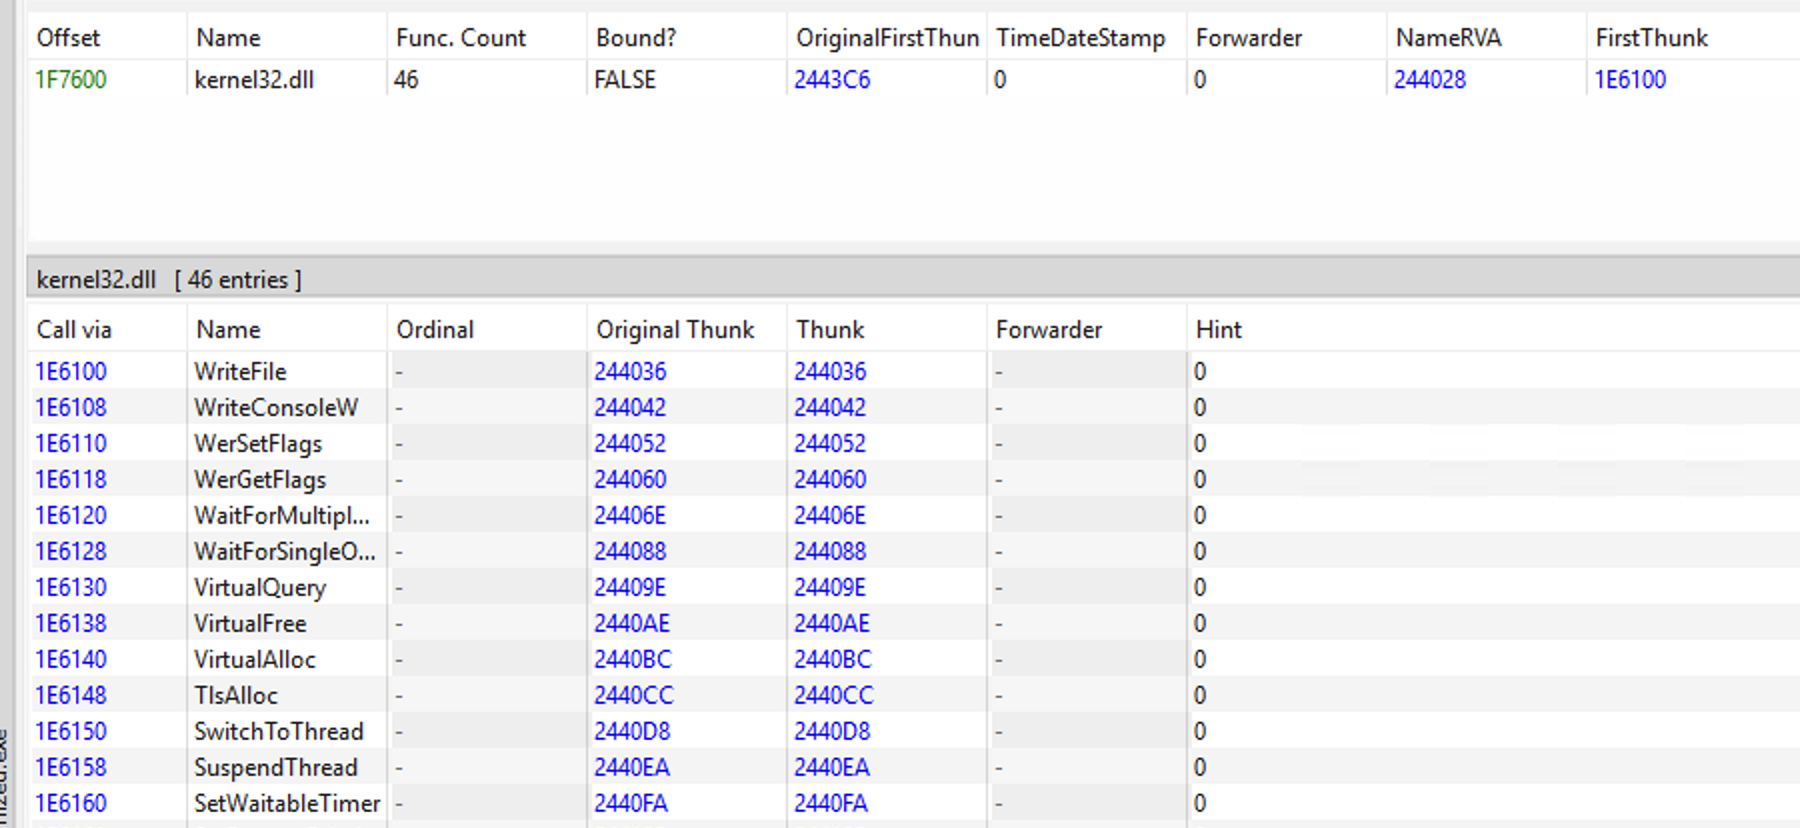 Offset Name Func. Count Bound? OriginalFirstThun TimeDateStamp Forwarder NameRVA FirstThunk
1F7600 kernel32.dll 46 FALSE 2443C6 0 0 244028 1E6100
kernel32.dll [ 46 entries ]
Call via Name Ordinal Original Thunk Thunk Forwarder Hint
1E6100 WriteFile - 244036 244036 - 0
1E6108 WriteConsoleW - 244042 244042 - 0
1E6110 WerSetFlags - 244052 244052 - 0
1E6118 WerGetFlags - 244060 244060 - 0
1E6120 WaitForMultipl... - 24406E 24406E - 0
1E6128 WaitForSingleO... - 244088 244088 - 0
1E6130 VirtualQuery - 24409E 24409E - 0
1E6138 VirtualFree - 2440AE 2440AE - 0
1E6140 VirtualAlloc - 2440BC 2440BC - 0
1E6148 TlsAlloc - 2440CC 2440CC - 0
1E6150 SwitchToThread - 2440D8 2440D8 - 0
1E6158 SuspendThread - 2440EA 2440EA - 0
1E6160 SetWaitableTimer - 2440FA 2440FA - 0